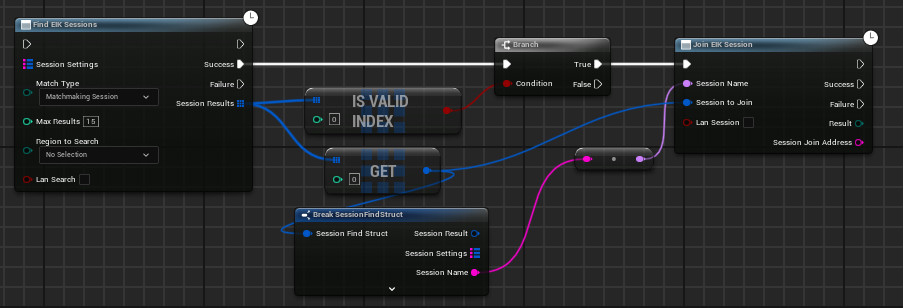 Find EIK Sessions
Session Settings
Success
Match Type
Failure
Matchmaking Session
Session Results
Max Results 15
Region to Search
No Selection
Lan Search
IS VALID
INDEX
0
GET
0
Break SessionFindStruct
Session Find Struct
Session Result
Session Settings
Session Name
Branch
True
Condition
False
Join EIK Session
Session Name
Success
Session to Join
Failure
Lan Session
Result
Session Join Address